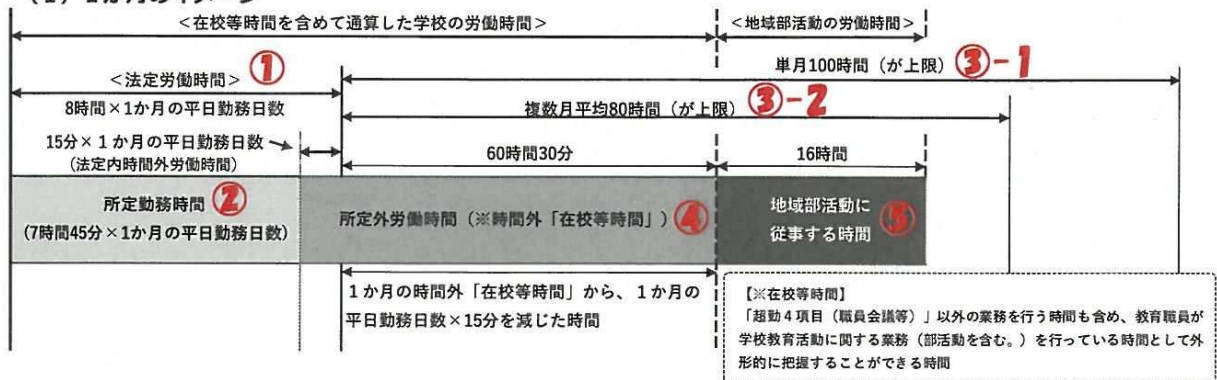 <在校等時間を含めて通算した学校の労働時間>
<地域部活動の労働時間>
<法定労働時間> ①
単月100時間（が上限） ③-1
8時間×1か月の平日勤務日数
複数月平均80時間（が上限） ③-2
15分×１か月の平日勤務日数
(法定内時間外労働時間)
60時間30分
16時間
所定勤務時間 ②
(7時間45分×1か月の平日勤務日数)
所定外労働時間（※時間外「在校等時間」） ④
地域部活動に
従事する時間 ⑤
１か月の時間外「在校等時間」から、１か月の
平日勤務日数×15分を減じた時間
【※在校等時間】
「超勤４項目（職員会議等）」以外の業務を行う時間も含め、教育職員が
学校教育活動に関する業務（部活動を含む。）を行っている時間として外
形的に把握することができる時間